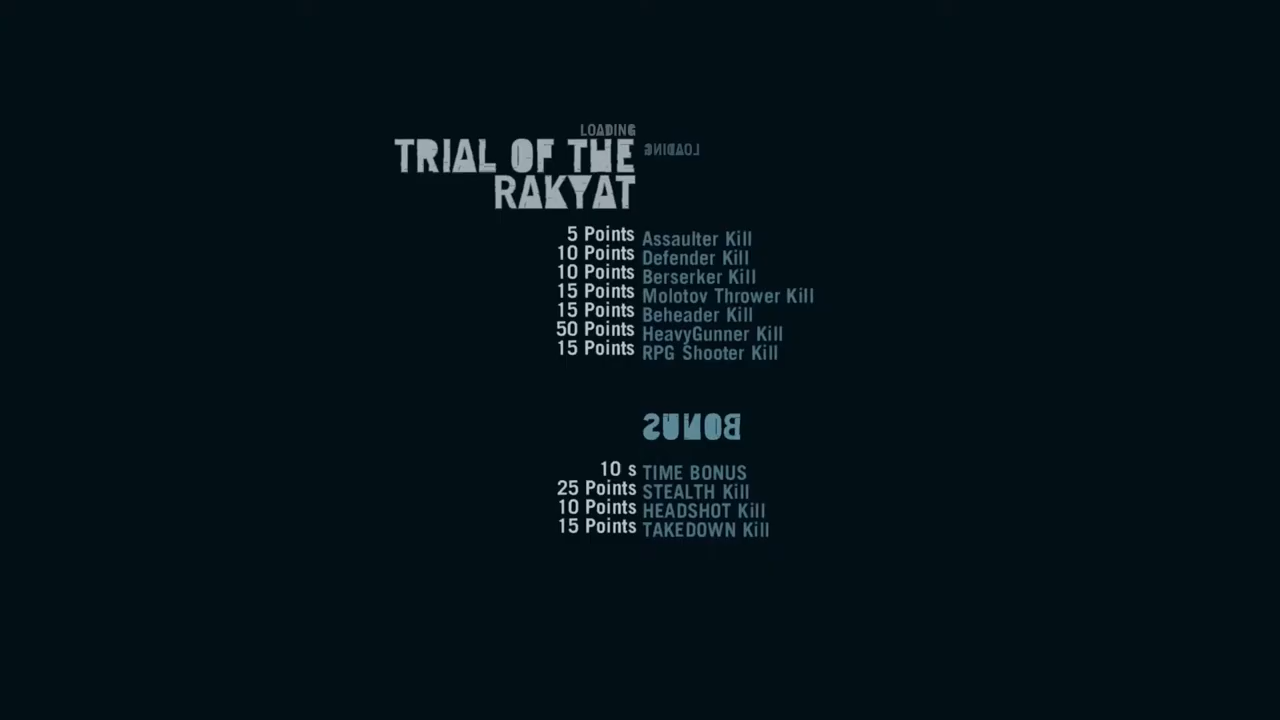 LOADING
TRIAL OF THE
LOADING
RAKYAT
5 Points Assaulter Kill
10 Points Defender Kill
10 Points Berserker Kill
15 Points Molotov Thrower Kill
15 Points Beheader Kill
50 Points HeavyGunner Kill
15 Points RPG Shooter Kill
BONUS
10 s TIME BONUS
25 Points STEALTH Kill
10 Points HEADSHOT Kill
15 Points TAKEDOWN Kill